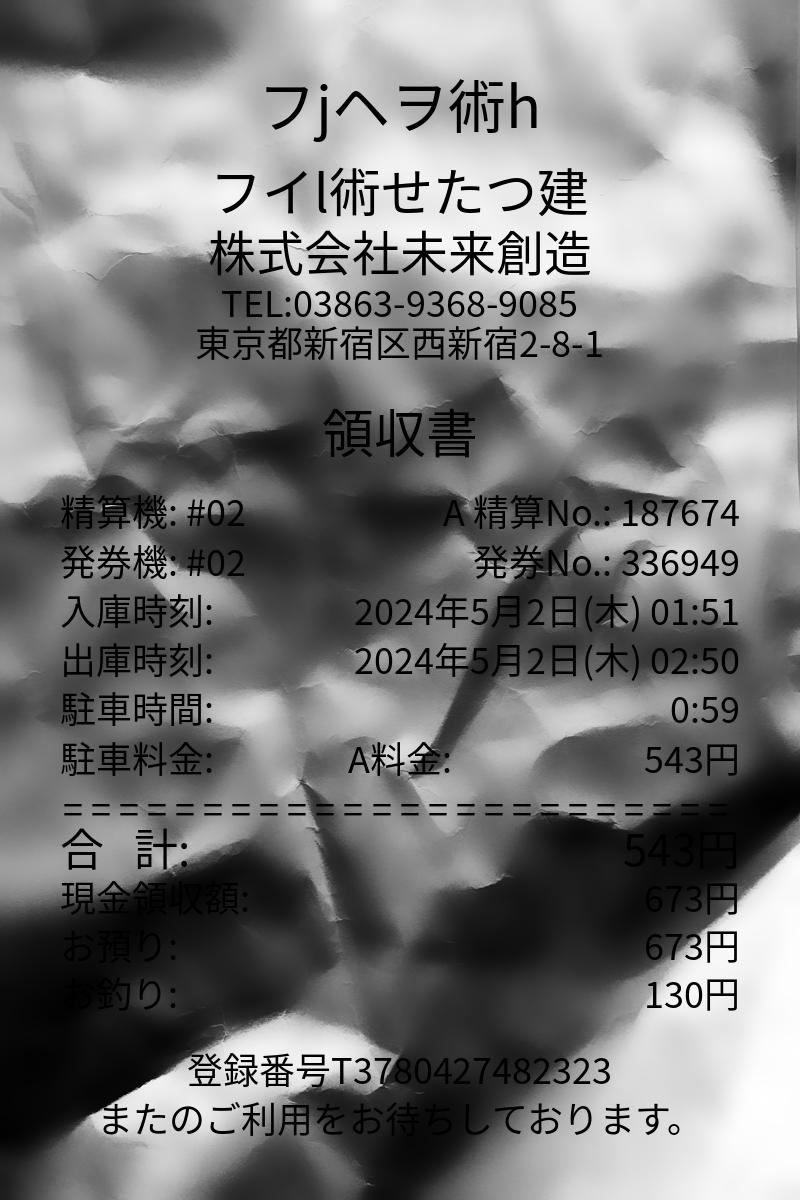 フjヘヲ術h
フイl術せたつ建
株式会社未来創造
TEL:03863-9368-9085
東京都新宿区西新宿2-8-1
領収書
精算機: #02 A 精算No.: 187674
発券機: #02 発券No.: 336949
入庫時刻: 2024年5月2日(木) 01:51
出庫時刻: 2024年5月2日(木) 02:50
駐車時間: 0:59
駐車料金: A料金: 543円
========================
合 計: 543円
現金領収額: 673円
お預り: 673円
お釣り: 130円
登録番号T3780427482323
またのご利用をお待ちしております。